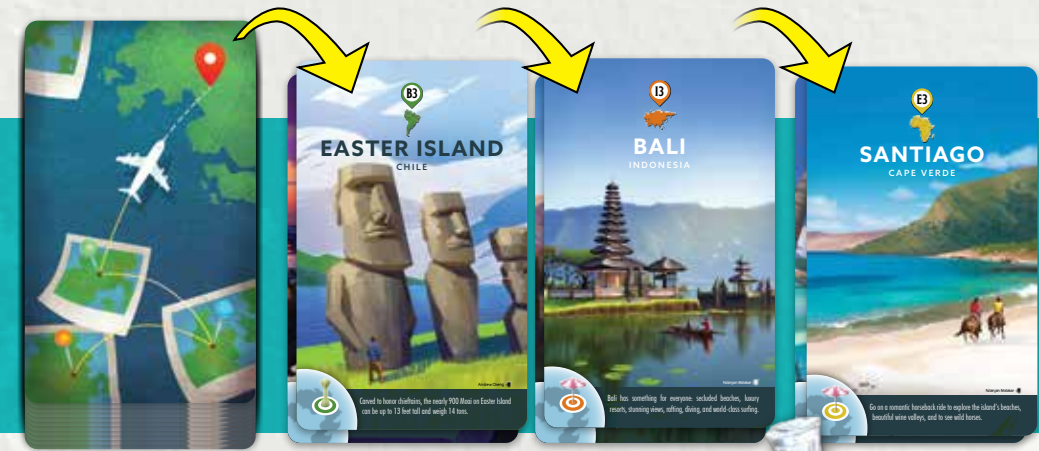 B3
EASTER ISLAND
CHILE
Andrew Cheng
Carved to honor chieftains, the nearly 900 Moai on Easter Island
can be up to 13 feet tall and weigh 14 tons.
I3
BALI
INDONESIA
Bali has something for everyone: secluded beaches, luxury
resorts, stunning views, rafting, diving, and world-class surfing.
E3
SANTIAGO
CAPE VERDE
Go on a romantic horseback ride to explore the island's beaches,
beautiful wine valleys, and to see wild horses.